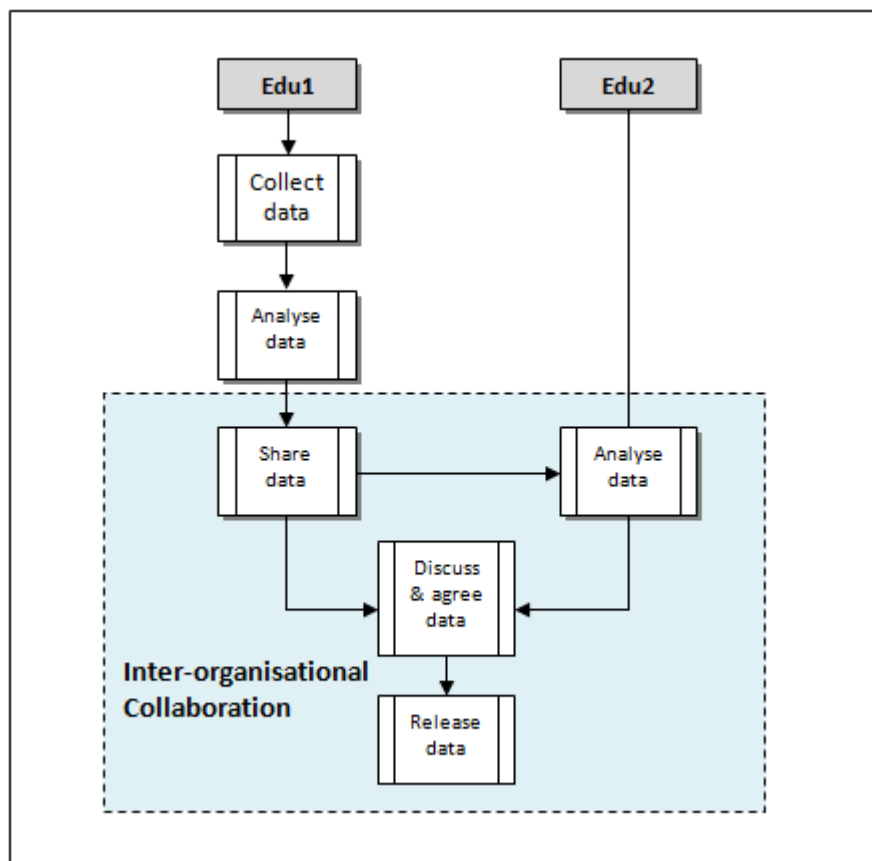 Edu1
Edu2
Collect
data
Analyse
data
Share
data
Analyse
data
Discuss
& agree
data
Inter-organisational
Collaboration
Release
data